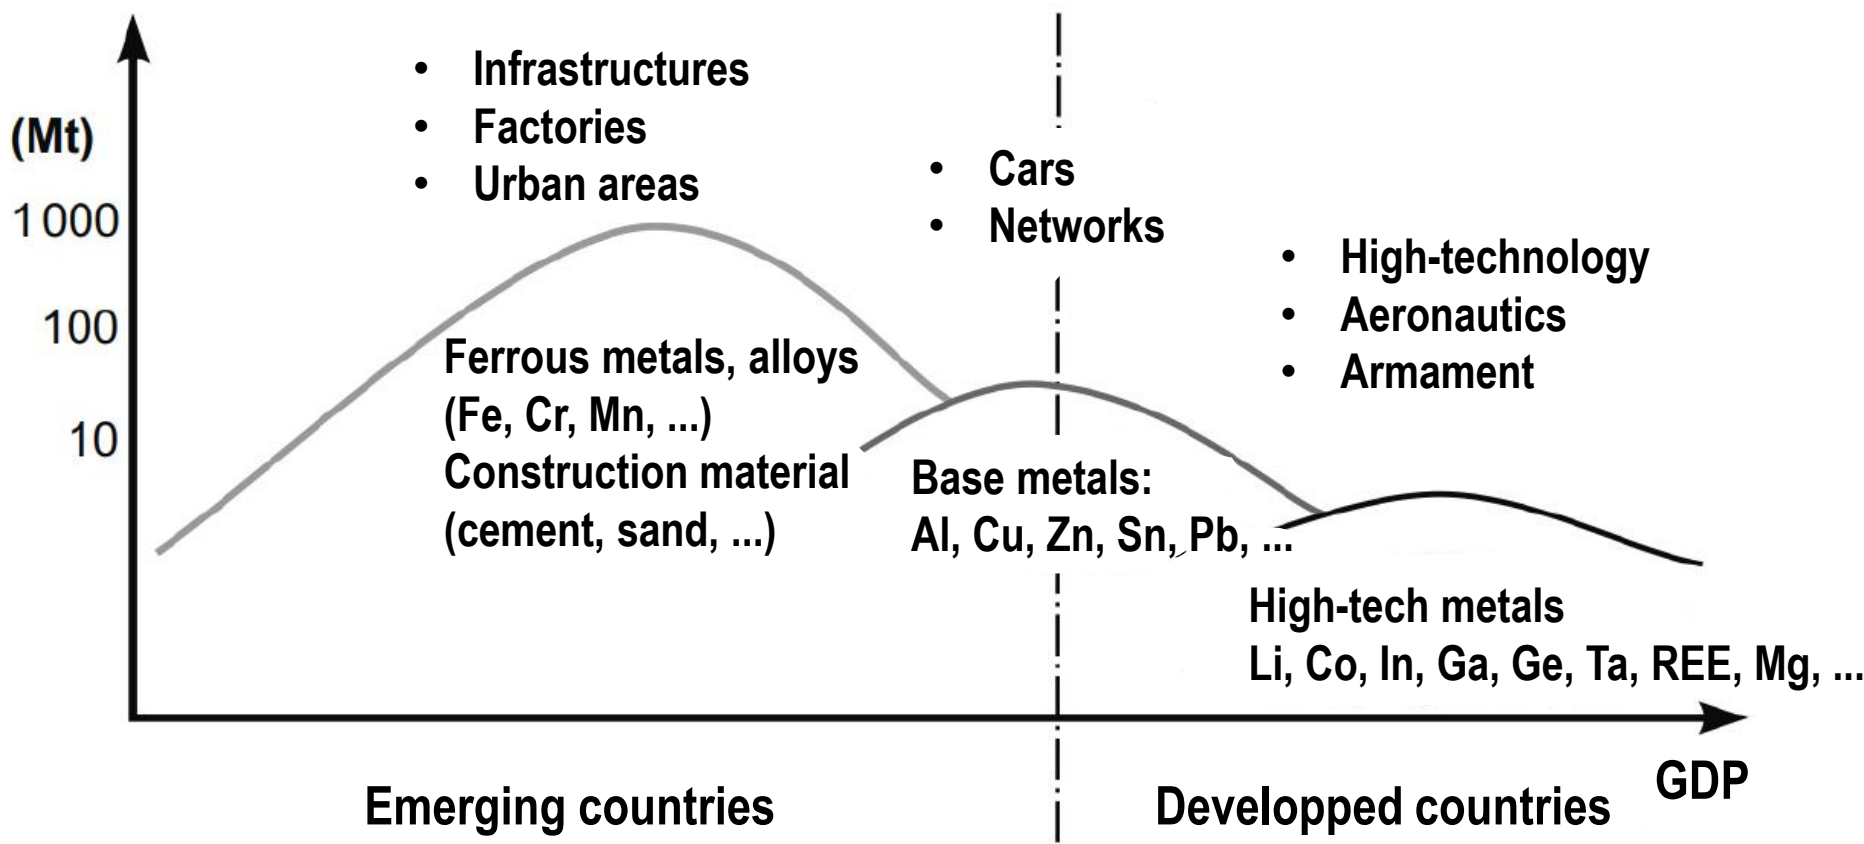 (Mt)
1 000
100
10
• Infrastructures
• Factories
• Urban areas
• Cars
• Networks
• High-technology
• Aeronautics
• Armament
Ferrous metals, alloys
(Fe, Cr, Mn, ...)
Construction material
(cement, sand, ...)
Base metals:
Al, Cu, Zn, Sn, Pb, ...
High-tech metals
Li, Co, In, Ga, Ge, Ta, REE, Mg, ...
GDP
Emerging countries
Developped countries